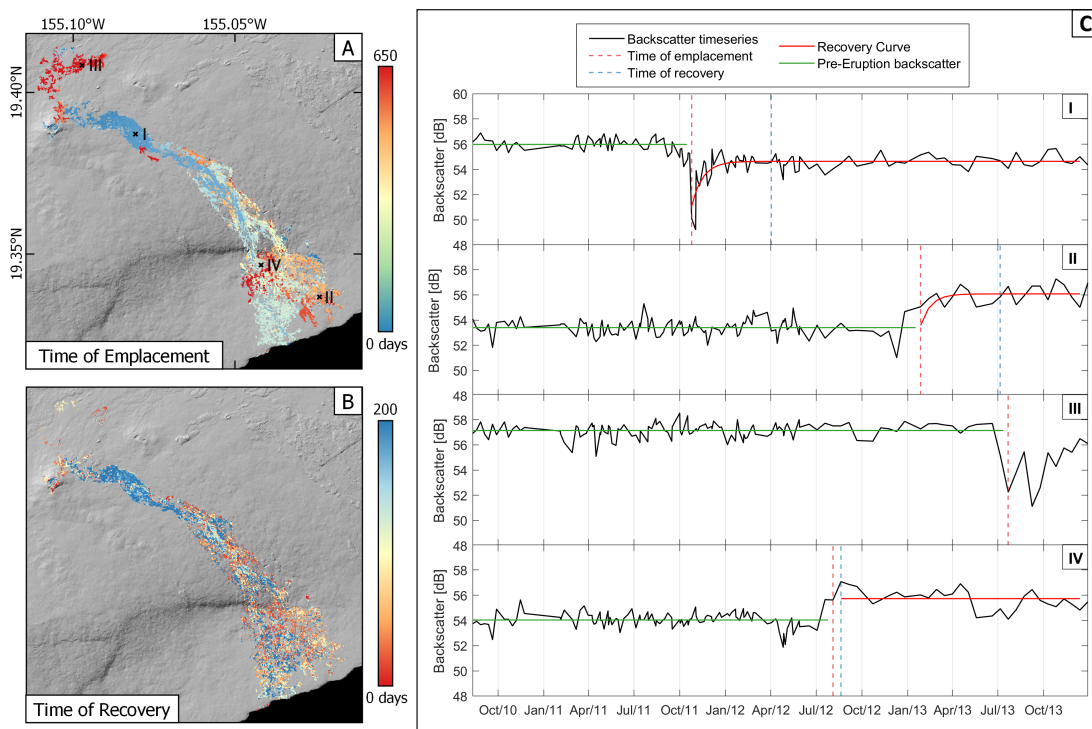 155.10°W
155.05°W
A
650
III
19.40°N
I
IV
19.35°N
II
Time of Emplacement
0 days
B
200
Time of Recovery
0 days
C
Backscatter timeseries
Time of emplacement
Time of recovery
Recovery Curve
Pre-Eruption backscatter
I
60
58
56
54
52
50
48
Backscatter [dB]
II
58
56
54
52
50
48
Backscatter [dB]
III
58
56
54
52
50
48
Backscatter [dB]
IV
58
56
54
52
50
48
Backscatter [dB]
Oct/10 Jan/11 Apr/11 Jul/11 Oct/11 Jan/12 Apr/12 Jul/12 Oct/12 Jan/13 Apr/13 Jul/13 Oct/13